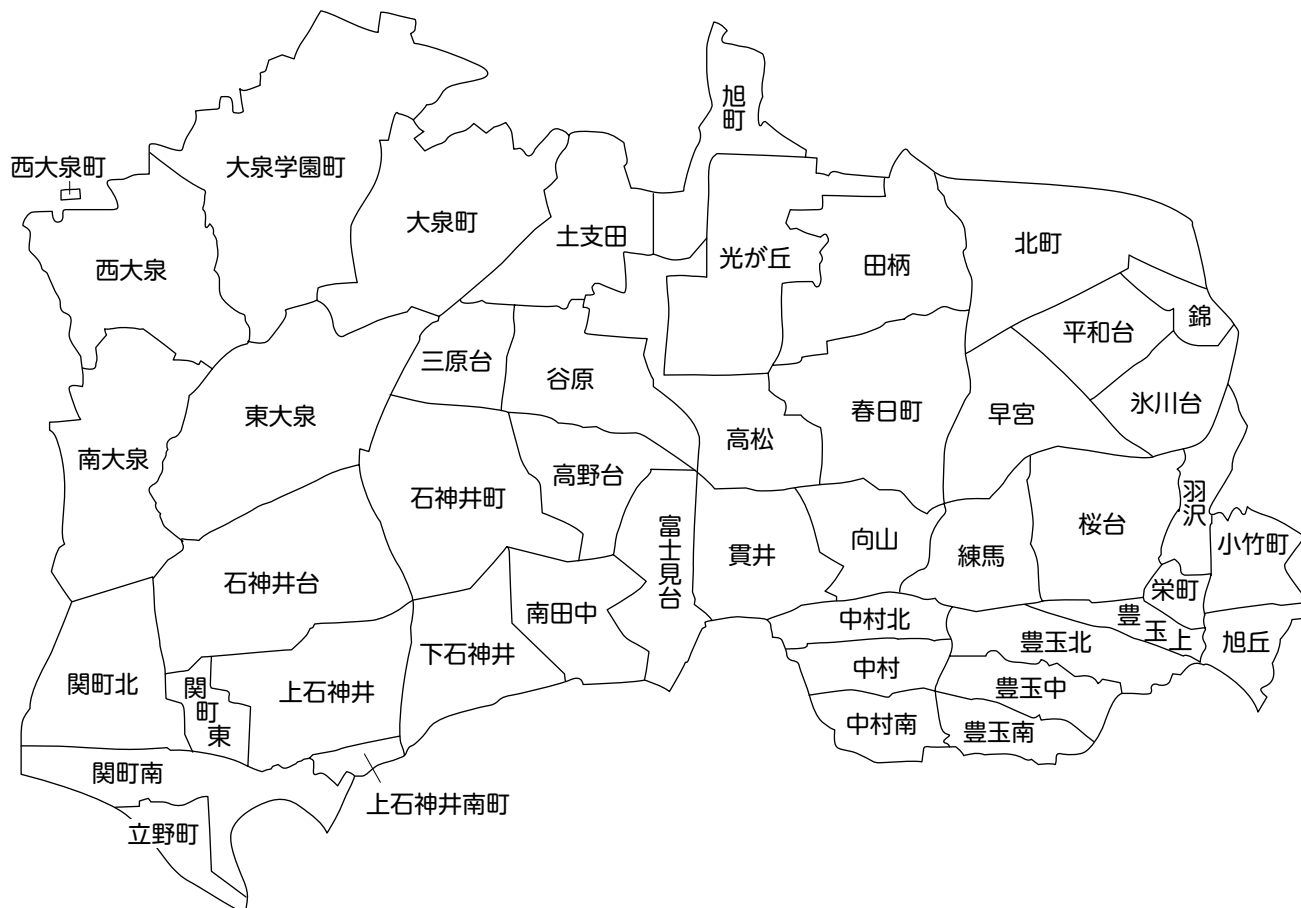 旭町
西大泉町
大泉学園町
大泉町
土支田
光が丘
田柄
北町
西大泉
平和台
錦
三原台
谷原
東大泉
春日町
早宮
氷川台
高松
南大泉
石神井町
高野台
富士見台
貫井
向山
練馬
桜台
羽沢
小竹町
石神井台
南田中
栄町
中村北
豊玉上
豊玉北
旭丘
下石神井
中村
関町北
関町東
上石神井
豊玉中
中村南
豊玉南
関町南
上石神井南町
立野町